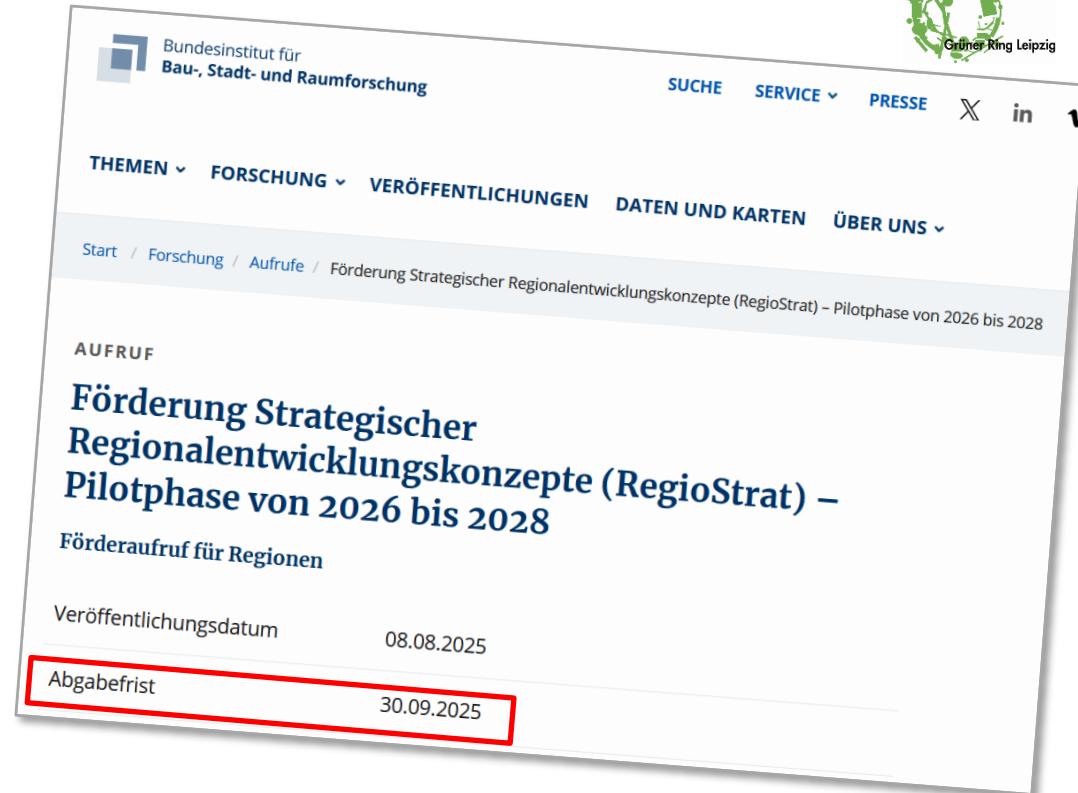 Grüner Ring Leipzig
Bundesinstitut für
Bau-, Stadt- und Raumforschung
SUCHE SERVICE PRESSE X in
THEMEN FORSCHUNG VERÖFFENTLICHUNGEN DATEN UND KARTEN ÜBER UNS
Start / Forschung / Aufrufe / Förderung Strategischer Regionalentwicklungskonzepte (RegioStrat) – Pilotphase von 2026 bis 2028
AUFRUF
Förderung Strategischer
Regionalentwicklungskonzepte (RegioStrat) –
Pilotphase von 2026 bis 2028
Förderaufruf für Regionen
Veröffentlichungsdatum 08.08.2025
Abgabefrist 30.09.2025